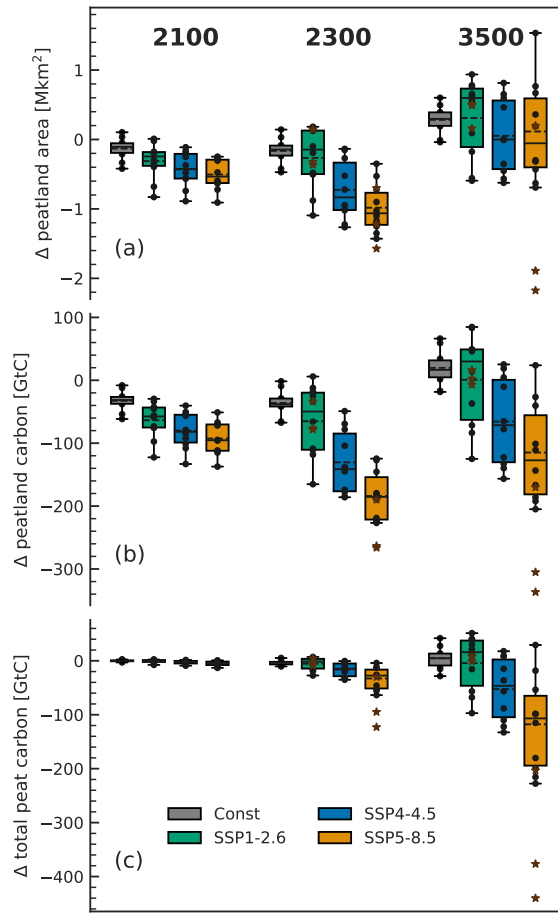 2100 2300 3500
Δ peatland area [Mkm²]
1
0
−1
−2
(a)
Δ peatland carbon [GtC]
100
0
−100
−200
−300
(b)
Δ total peat carbon [GtC]
0
−100
−200
−300
−400
Const SSP4-4.5
SSP1-2.6 SSP5-8.5
(c)